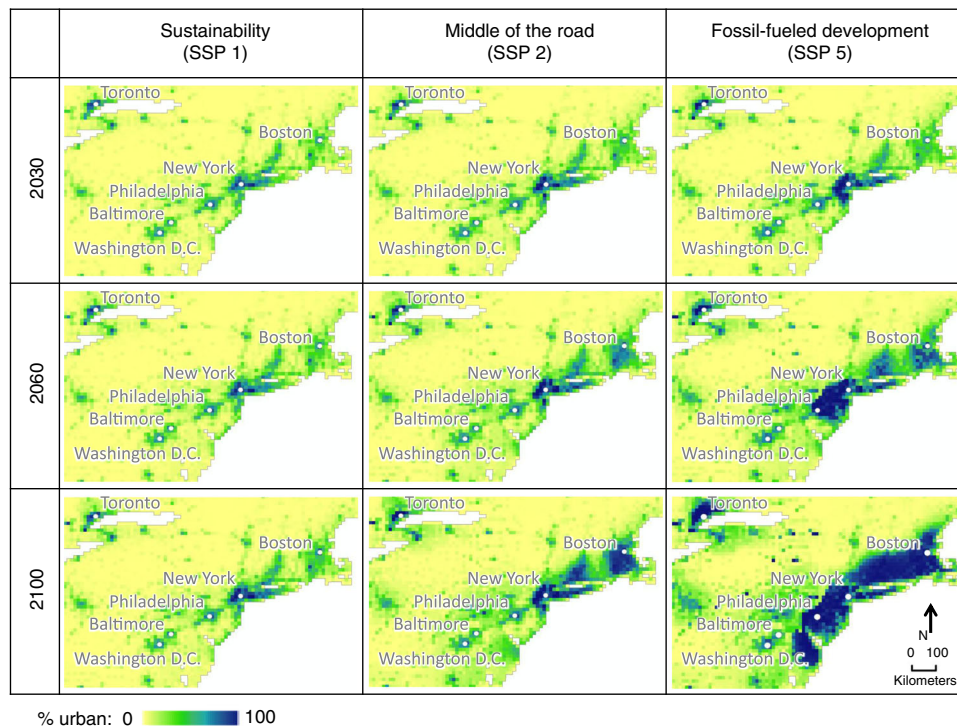 Sustainability
(SSP 1)
Middle of the road
(SSP 2)
Fossil-fueled development
(SSP 5)
2030
Toronto
Boston
New York
Philadelphia
Baltimore
Washington D.C.
Toronto
Boston
New York
Philadelphia
Baltimore
Washington D.C.
Toronto
Boston
New York
Philadelphia
Baltimore
Washington D.C.
2060
Toronto
Boston
New York
Philadelphia
Baltimore
Washington D.C.
Toronto
Boston
New York
Philadelphia
Baltimore
Washington D.C.
Toronto
Boston
New York
Philadelphia
Baltimore
Washington D.C.
2100
Toronto
Boston
New York
Philadelphia
Baltimore
Washington D.C.
Toronto
Boston
New York
Philadelphia
Baltimore
Washington D.C.
Toronto
Boston
New York
Philadelphia
Baltimore
Washington D.C.
N
0 100
Kilometers
% urban: 0 100